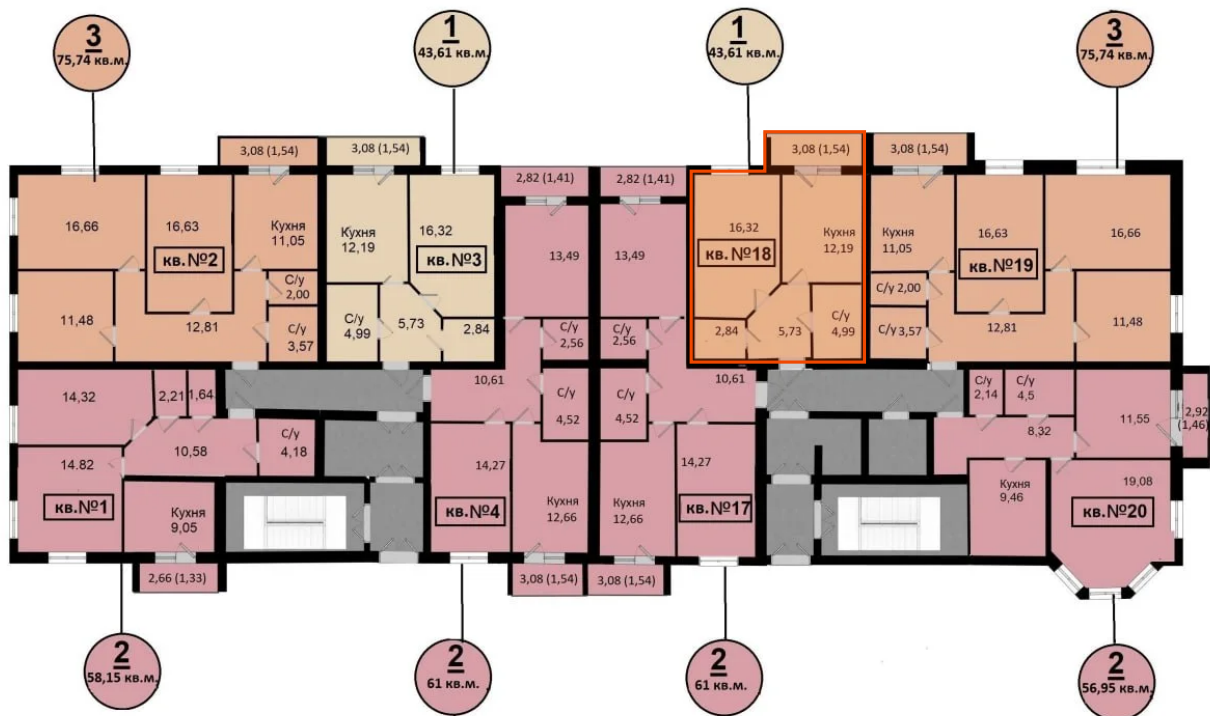 3
75,74 кв.м.
1
43,61 кв.м.
1
43,61 кв.м.
3
75,74 кв.м.
3,08 (1,54)
3,08 (1,54)
3,08 (1,54)
3,08 (1,54)
2,82 (1,41)
2,82 (1,41)
16,66
16,63
Кухня
11,05
кв.№2
С/у
2,00
11,48
12,81
С/у
3,57
Кухня
12,19
16,32
кв.№3
С/у
4,99
5,73
2,84
13,49
С/у
2,56
10,61
С/у
4,52
14,27
кв.№4
Кухня
12,66
13,49
С/у
2,56
10,61
С/у
4,52
14,27
кв.№17
Кухня
12,66
16,32
Кухня
12,19
кв.№18
2,84
5,73
С/у
4,99
Кухня
11,05
16,63
16,66
кв.№19
С/у 2,00
С/у 3,57
12,81
11,48
14,32
2,21
1,64
10,58
С/у
4,18
14.82
кв.№1
Кухня
9,05
С/у
2,14
С/у
4,5
11,55
2,92
(1,46)
8,32
Кухня
9,46
19,08
кв.№20
2,66 (1,33)
3,08 (1,54)
3,08 (1,54)
2
58,15 кв.м.
2
61 кв.м.
2
61 кв.м.
2
56,95 кв.м.